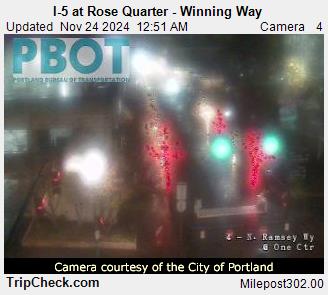 I-5 at Rose Quarter - Winning Way
Updated Nov 24 2024 12:51 AM Camera 4
PBOT
PORTLAND BUREAU OF TRANSPORTATION
4 - N. Ramsey Wy
@ One Ctr
Camera courtesy of the City of Portland
TripCheck.com Milepost302.00